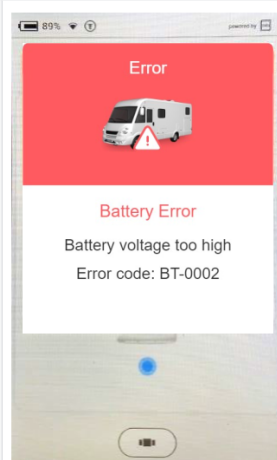 89%
powered by
Error
Battery Error
Battery voltage too high
Error code: BT-0002